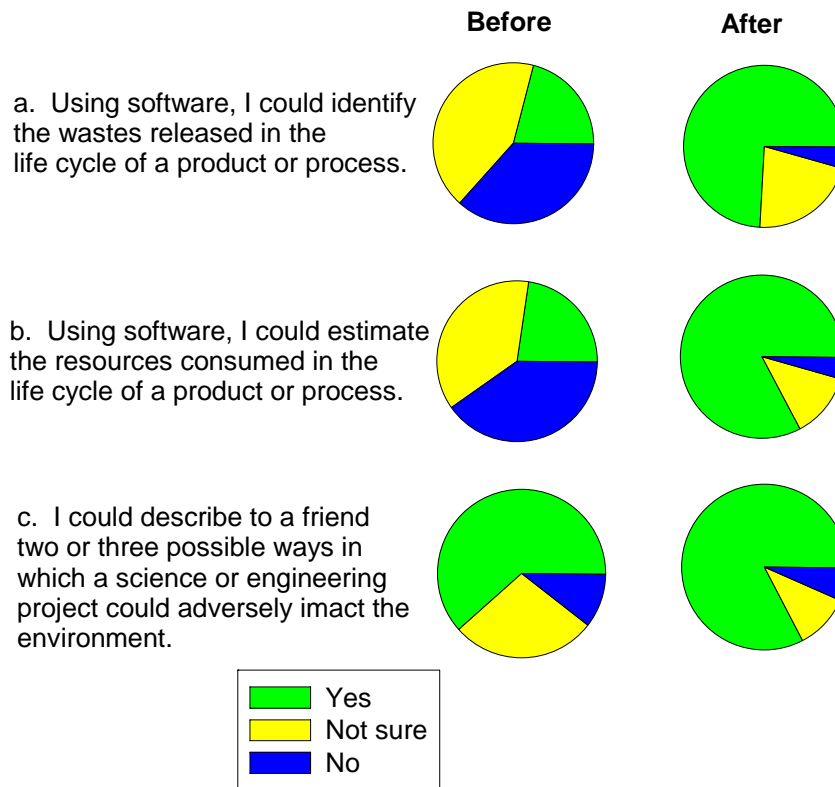 Before
After
a. Using software, I could identify
the wastes released in the
life cycle of a product or process.
b. Using software, I could estimate
the resources consumed in the
life cycle of a product or process.
c. I could describe to a friend
two or three possible ways in
which a science or engineering
project could adversely imact the
environment.
Yes
Not sure
No